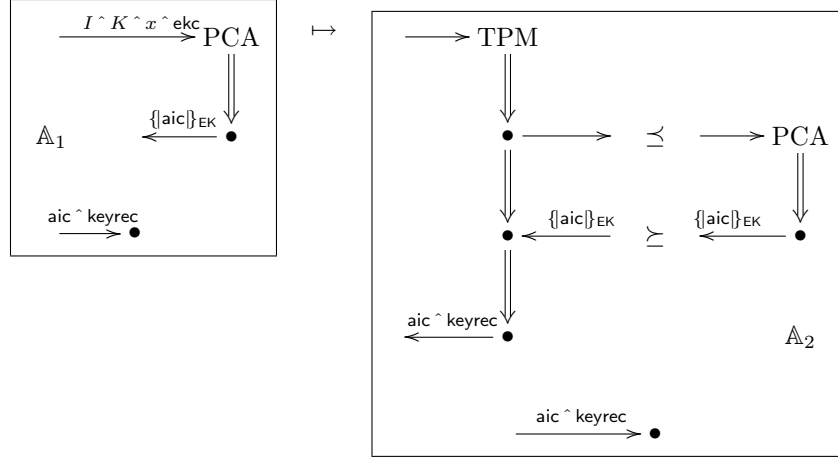 I ˆ K ˆ x ˆ ekc PCA ↦ TPM
𝔸₁ {|aic|}EK ⪯ PCA
aic ˆ keyrec {|aic|}EK ⪰ {|aic|}EK
aic ˆ keyrec 𝔸₂
aic ˆ keyrec